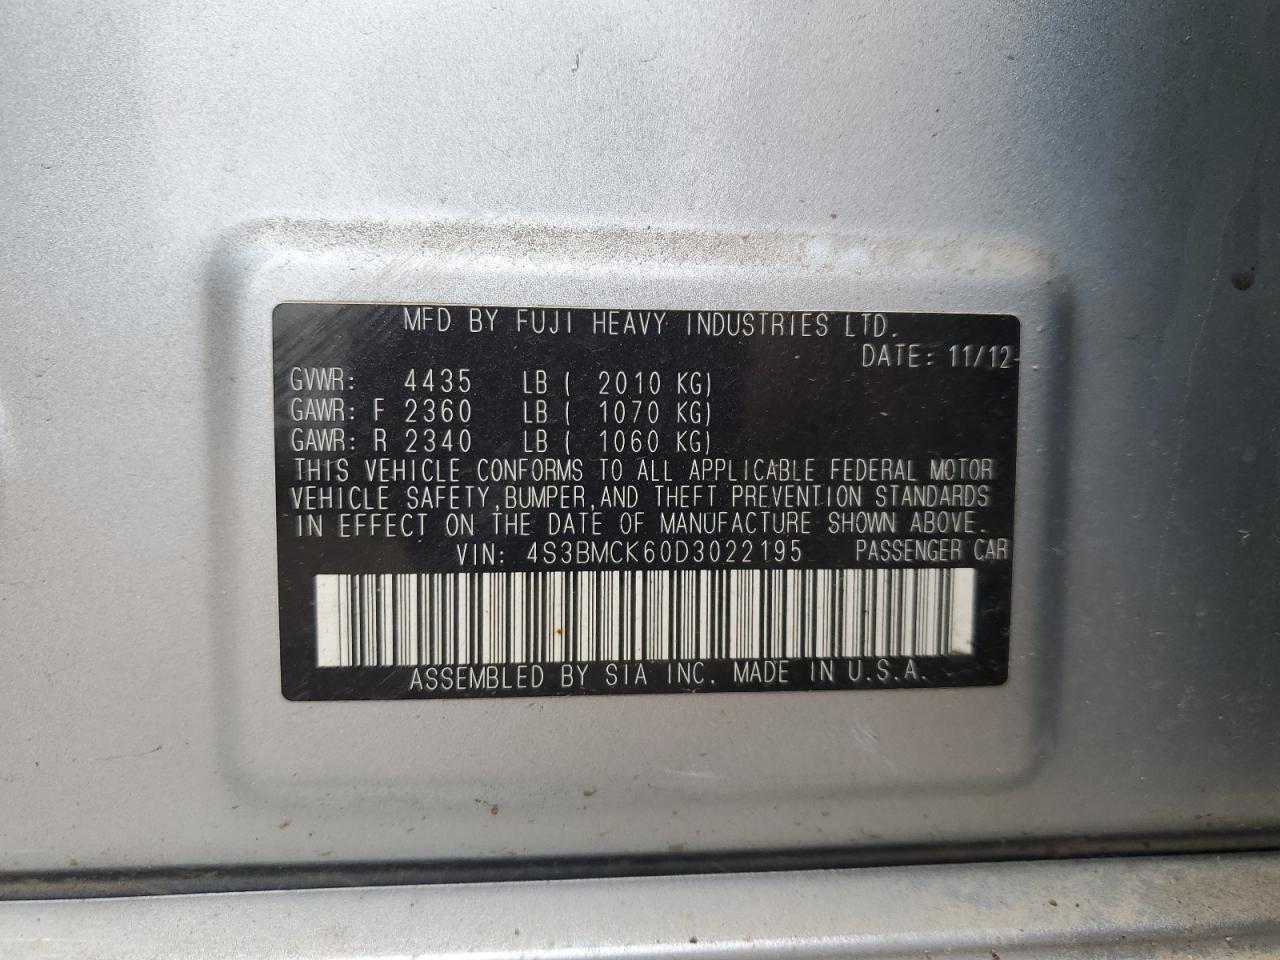 MFD BY FUJI HEAVY INDUSTRIES LTD.
DATE: 11/12
GVWR: 4435 LB ( 2010 KG)
GAWR: F 2360 LB ( 1070 KG)
GAWR: R 2340 LB ( 1060 KG)
THIS VEHICLE CONFORMS TO ALL APPLICABLE FEDERAL MOTOR
VEHICLE SAFETY,BUMPER,AND THEFT PREVENTION STANDARDS
IN EFFECT ON THE DATE OF MANUFACTURE SHOWN ABOVE.
VIN: 4S3BMCK60D3022195 PASSENGER CAR
ASSEMBLED BY SIA INC. MADE IN U.S.A.